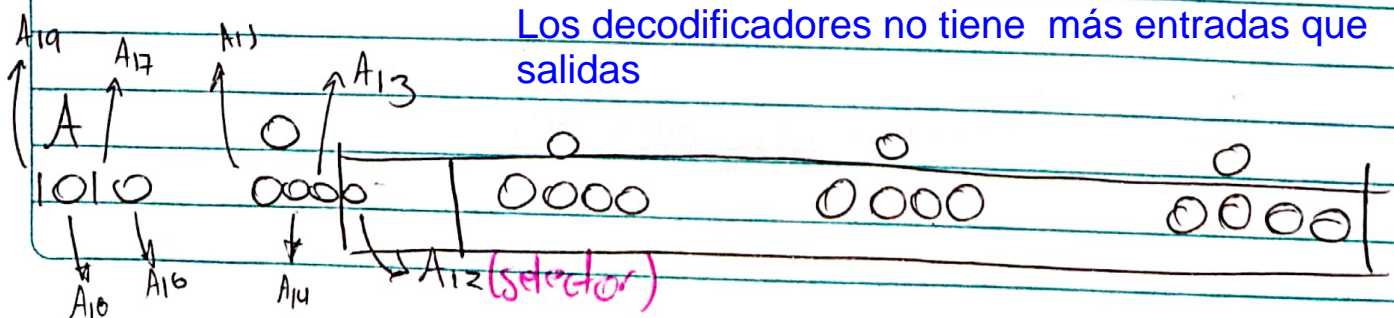 Los decodificadores no tiene más entradas que
salidas
A19 A17 A15 A13
A 0 0 0 0
1010 0000 0000 0000 0000
A18 A16 A14 A12 (selector)